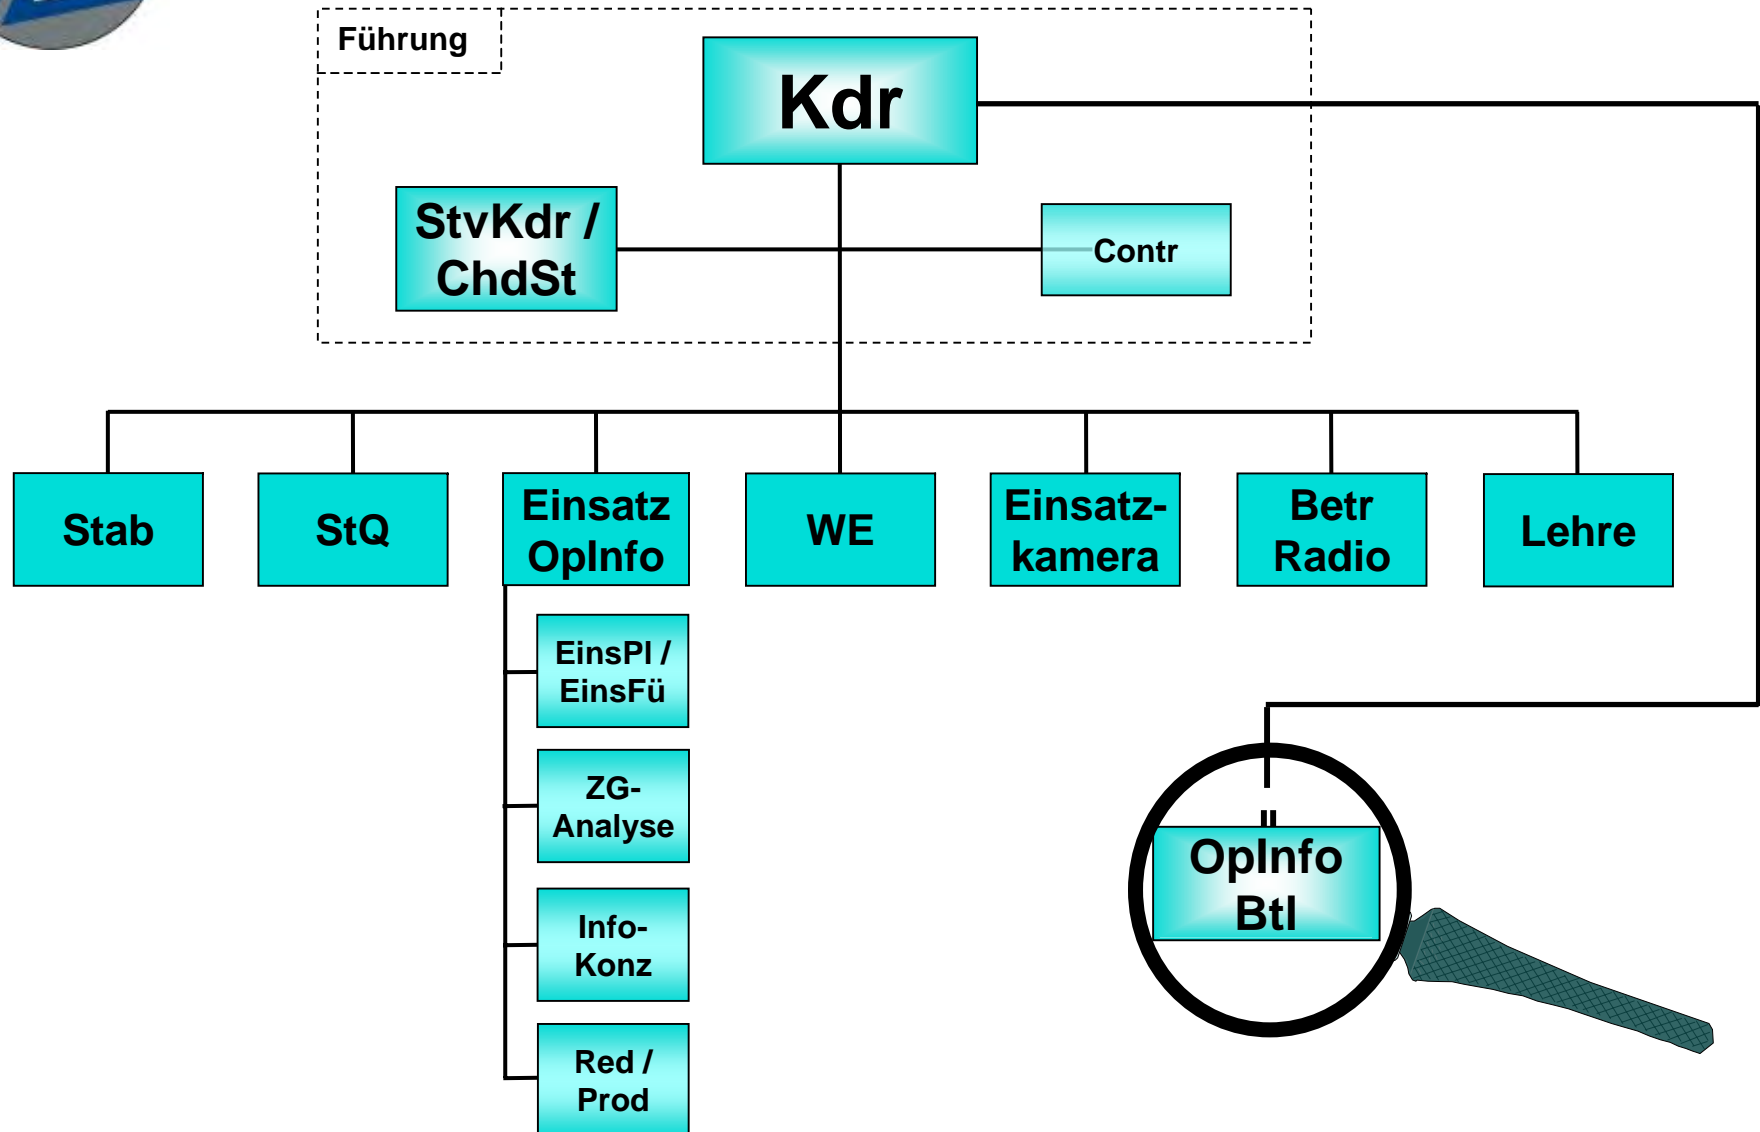 Führung
Kdr
StvKdr /
ChdSt
Contr
Stab
StQ
Einsatz
OpInfo
WE
Einsatz-
kamera
Betr
Radio
Lehre
EinsPl /
EinsFü
ZG-
Analyse
Info-
Konz
Red /
Prod
II
OpInfo
Btl